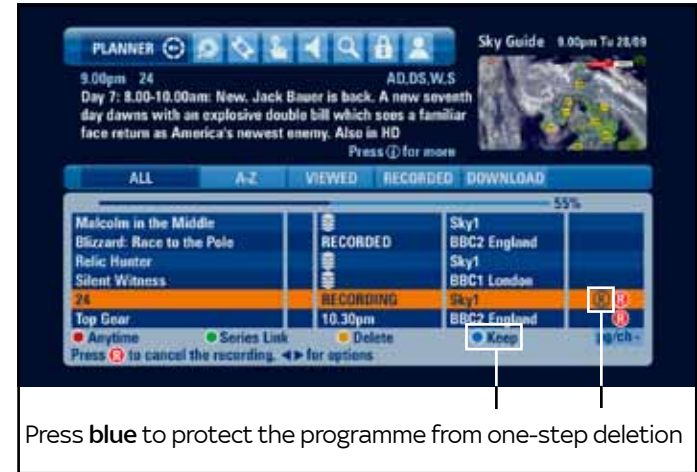 PLANNER
Sky Guide 9.00pm Tu 28/09
9.00pm 24 AD,DS,W,S
Day 7: 8.00-10.00am: New. Jack Bauer is back. A new seventh
day dawns with an explosive double bill which sees a familiar
face return as America's newest enemy. Also in HD
Press i for more
ALL A-Z VIEWED RECORDED DOWNLOAD
55%
Malcolm in the Middle Sky1
Blizzard: Race to the Pole RECORDED BBC2 England
Relic Hunter Sky1
Silent Witness BBC1 London
24 RECORDING Sky1 R R
Top Gear 10.30pm BBC2 England R
Anytime Series Link Delete Keep pg/ch
Press R to cancel the recording, ◄► for options
Press blue to protect the programme from one-step deletion